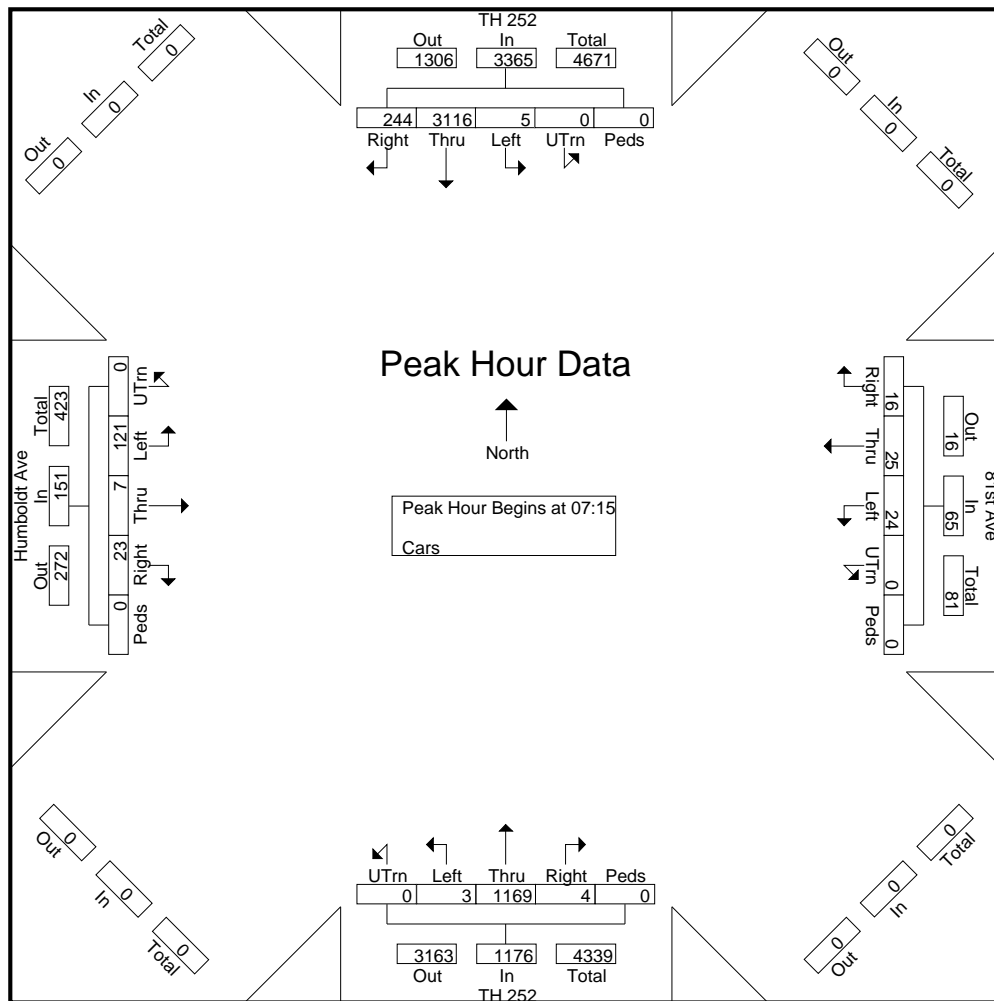 TH 252
Out In Total
1306 3365 4671
244 3116 5 0 0
Right Thru Left UTrn Peds
Total
0
In
0
Out
0
Out
0
In
0
Total
0
Peak Hour Data
North
Peak Hour Begins at 07:15
Cars
Humboldt Ave
Out In Total
272 151 423
0 23 7 121 0
Peds Right Thru Left UTrn
81st Ave
Out In Total
16 65 81
16 25 24 0 0
Right Thru Left UTrn Peds
0
Out
0
In
0
Total
0
Total
0
In
0
Out
UTrn Left Thru Right Peds
0 3 1169 4 0
3163 1176 4339
Out In Total
TH 252